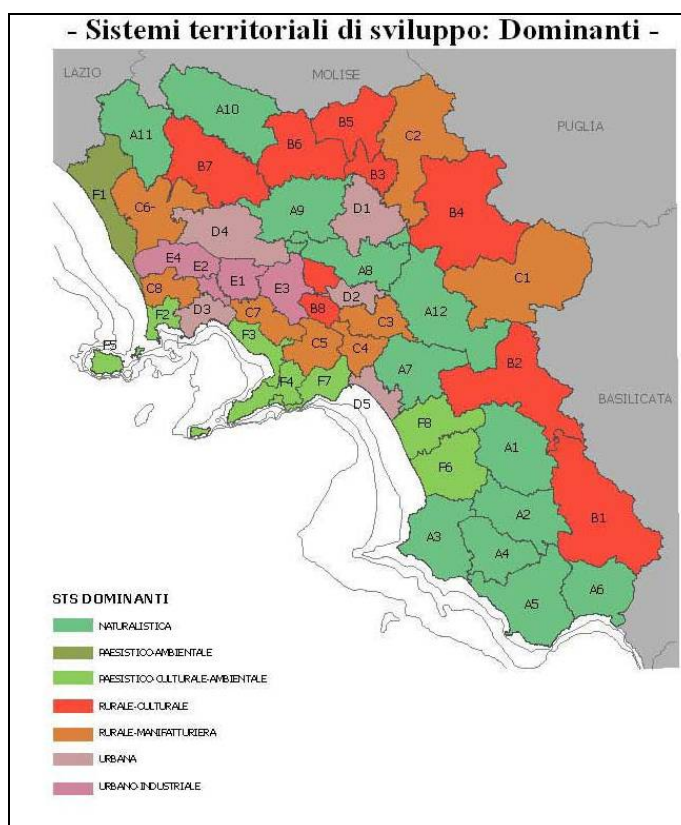 - Sistemi territoriali di sviluppo: Dominanti -
LAZIO
MOLISE
PUGLIA
BASILICATA
A10
A11
B5
C2
B6
B7
B3
F1
C6-
A9
D1
B4
D4
E4
E2
E1
E3
A8
C1
C8
B8
D2
A12
F2
D3
C7
C3
F3
C5
C4
F5
B2
A7
F4
F7
D5
F8
A1
F6
A2
B1
A3
A4
A5
A6
STS DOMINANTI
NATURALISTICA
PAESISTICO-AMBIENTALE
PAESISTICO CULTURALE-AMBIENTALE
RURALE-CULTURALE
RURALE-MANIFATTURIERA
URBANA
URBANO-INDUSTRIALE